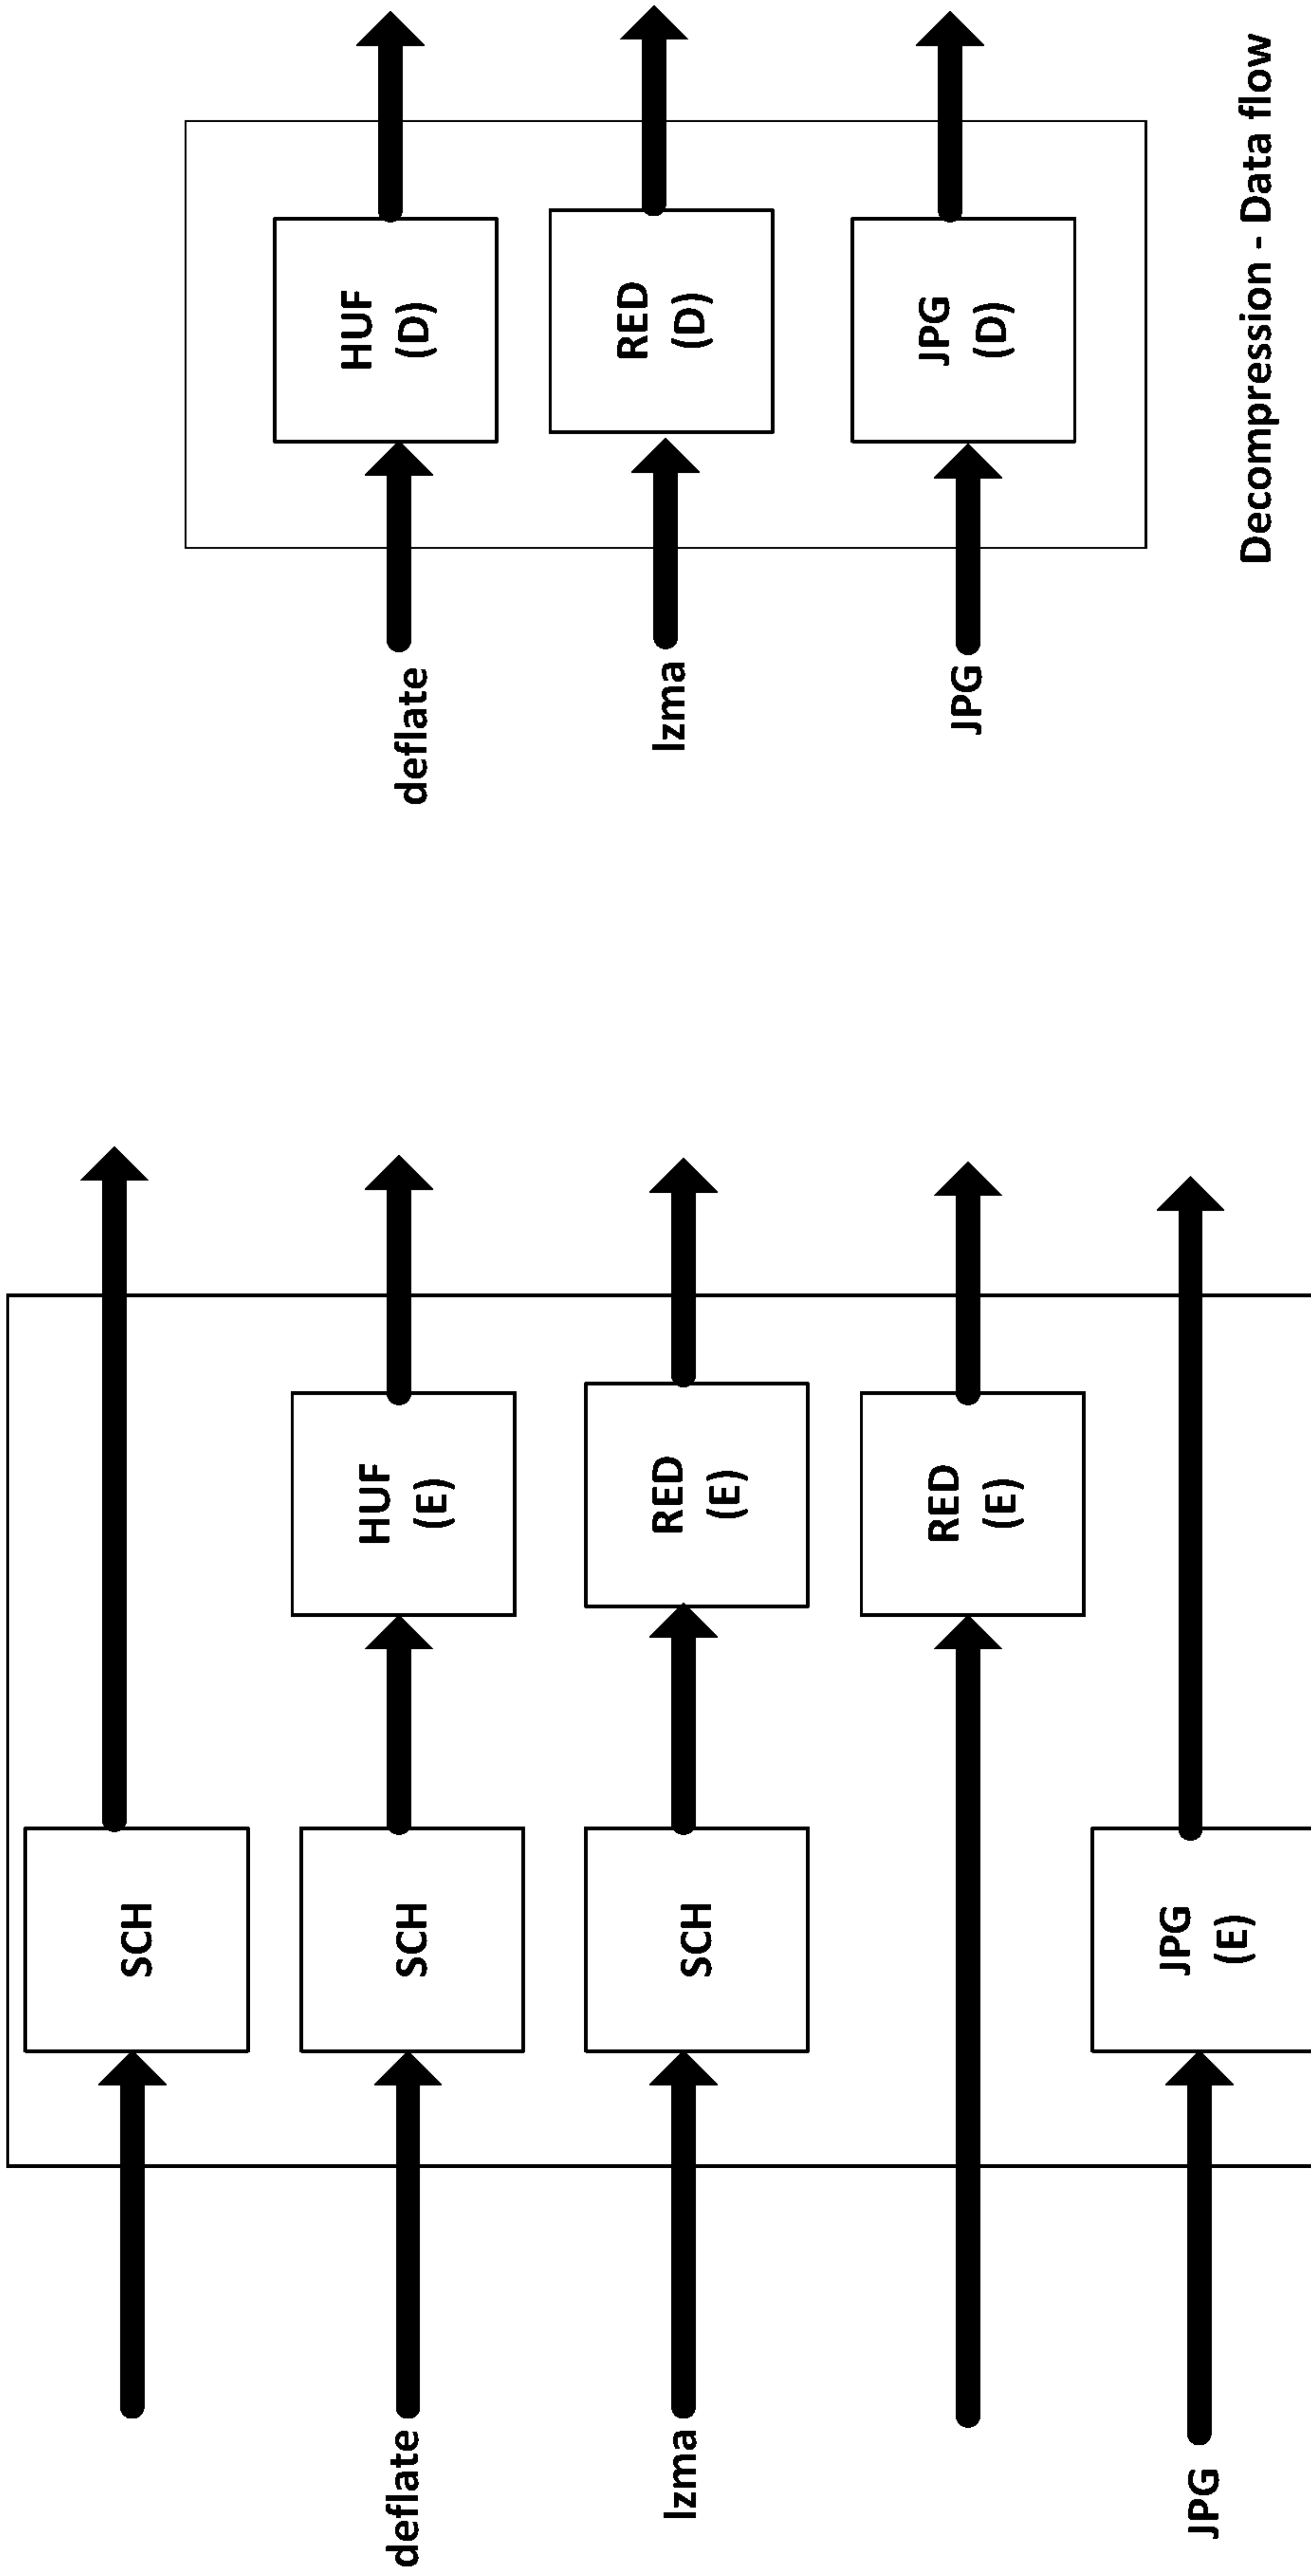 SCH
deflate
SCH
HUF
(E)
lzma
SCH
RED
(E)
RED
(E)
JPG
JPG
(E)
deflate
HUF
(D)
lzma
RED
(D)
JPG
JPG
(D)
Decompression - Data flow